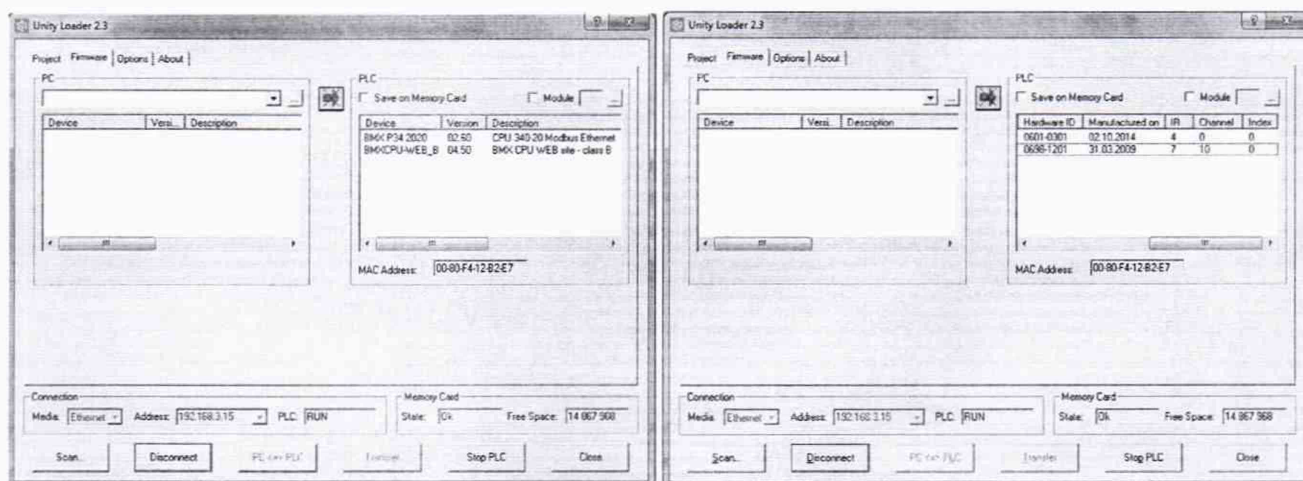 Unity Loader 2.3
Project Firmware Options About
PC
PLC
Save on Memory Card Module
Device Versi... Description
Device Version Description
BMX P34 2020 02.60 CPU 340-20 Modbus Ethernet
BMXCPU-WEB_B 04.50 BMX CPU WEB site - class B
MAC Address: 00-80-F4-12-B2-E7
Connection
Memory Card
Media: Ethernet Address: 192.168.3.15 PLC: RUN
State: Ok Free Space: 14 867 968
Scan... Disconnect PC <-> PLC Transfer Stop PLC Close
Unity Loader 2.3
Project Firmware Options About
PC
PLC
Save on Memory Card Module
Device Versi... Description
Hardware ID Manufactured on IR Channel Index
0601-0301 02.10.2014 4 0 0
0698-1201 31.03.2009 7 10 0
MAC Address: 00-80-F4-12-B2-E7
Connection
Memory Card
Media: Ethernet Address: 192.168.3.15 PLC: RUN
State: Ok Free Space: 14 867 968
Scan... Disconnect PC <-> PLC Transfer Stop PLC Close